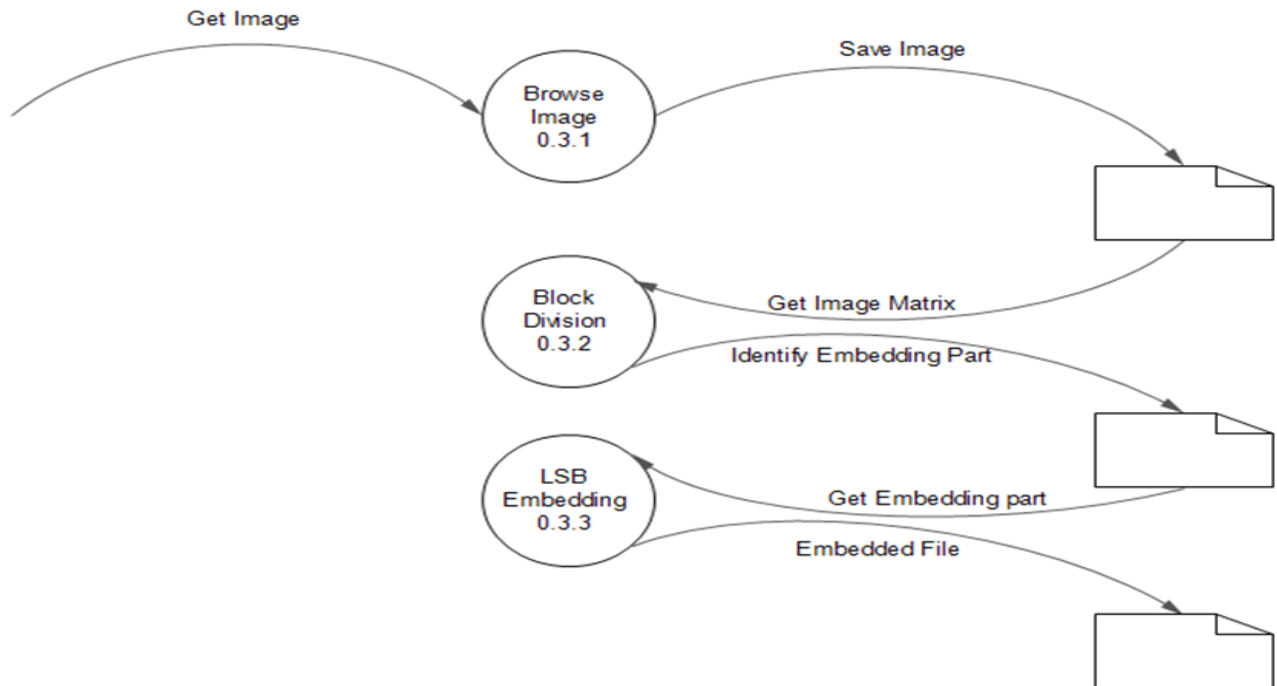 Get Image
Save Image
Browse
Image
0.3.1
Get Image Matrix
Block
Division
0.3.2
Identify Embedding Part
LSB
Embedding
0.3.3
Get Embedding part
Embedded File